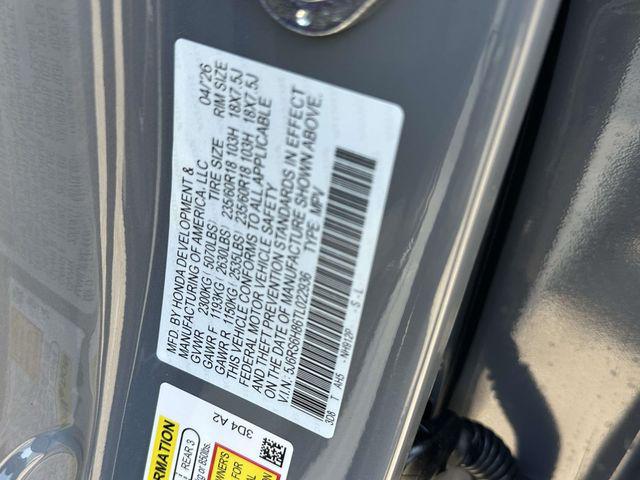 MFD. BY HONDA DEVELOPMENT &
MANUFACTURING OF AMERICA, LLC 04/26
GVWR 2300KG( 5070LBS) TIRE SIZE RIM SIZE
GAWR F 1193KG( 2630LBS) 235/60R18 103H 18X7.5J
GAWR R 1150KG( 2535LBS) 235/60R18 103H 18X7.5J
THIS VEHICLE CONFORMS TO ALL APPLICABLE
FEDERAL MOTOR VEHICLE SAFETY
AND THEFT PREVENTION STANDARDS IN EFFECT
ON THE DATE OF MANUFACTURE SHOWN ABOVE.
V.I.N: 5J6RS6H86TL022936 TYPE: MPV
3D8 T AH5 -NH912P -S -L
3D4 A2
REAR 3